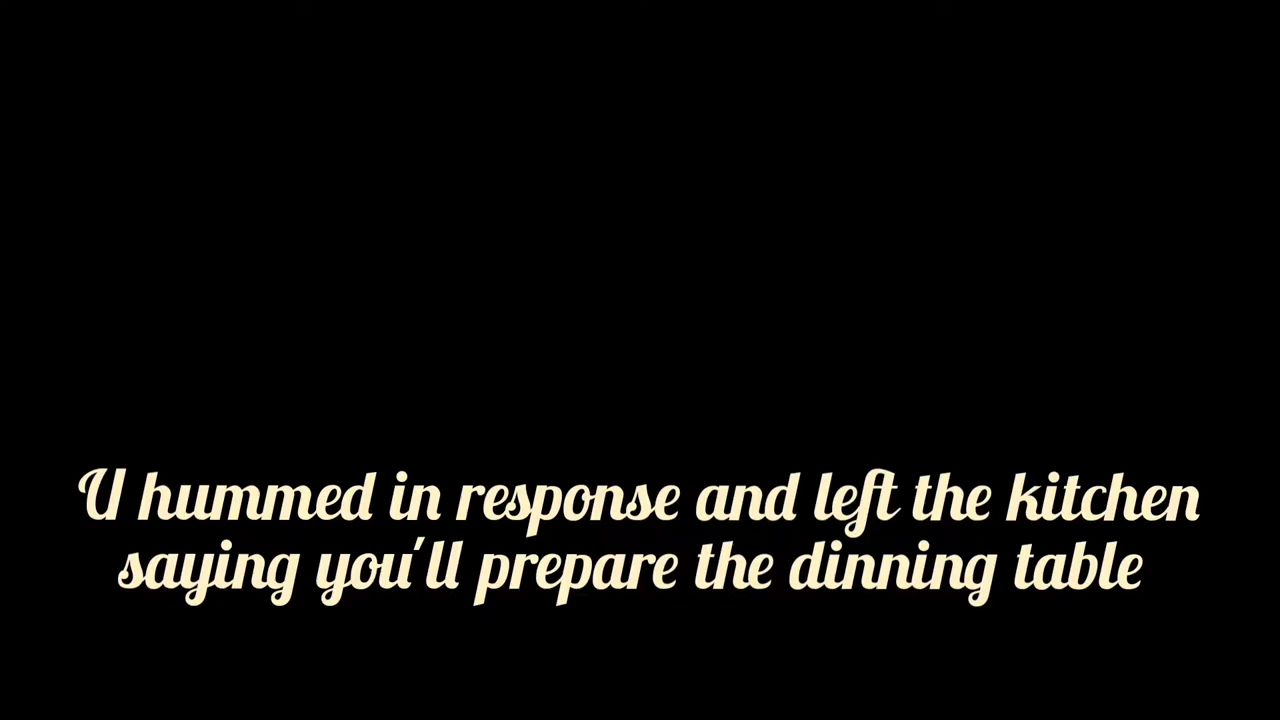 U hummed in response and left the kitchen
saying you'll prepare the dinning table